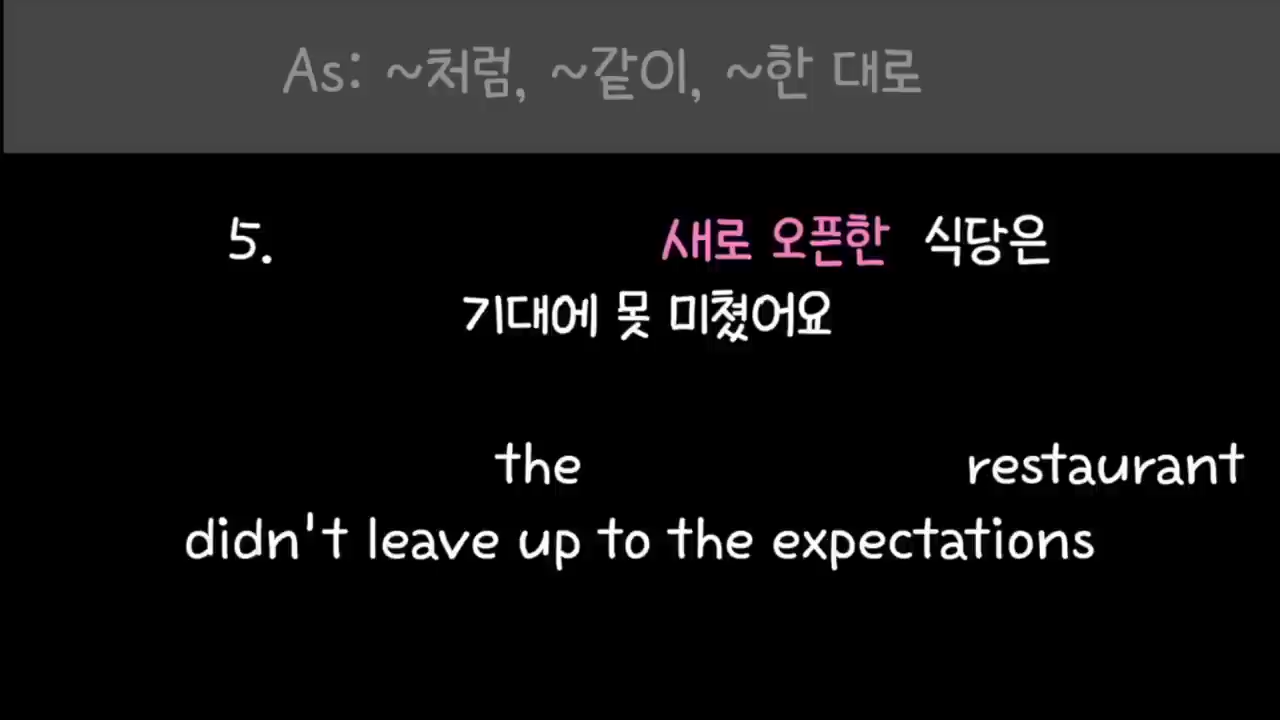 As: ~처럼, ~같이, ~한 대로
5. 새로 오픈한 식당은
기대에 못 미쳤어요
the restaurant
didn't leave up to the expectations